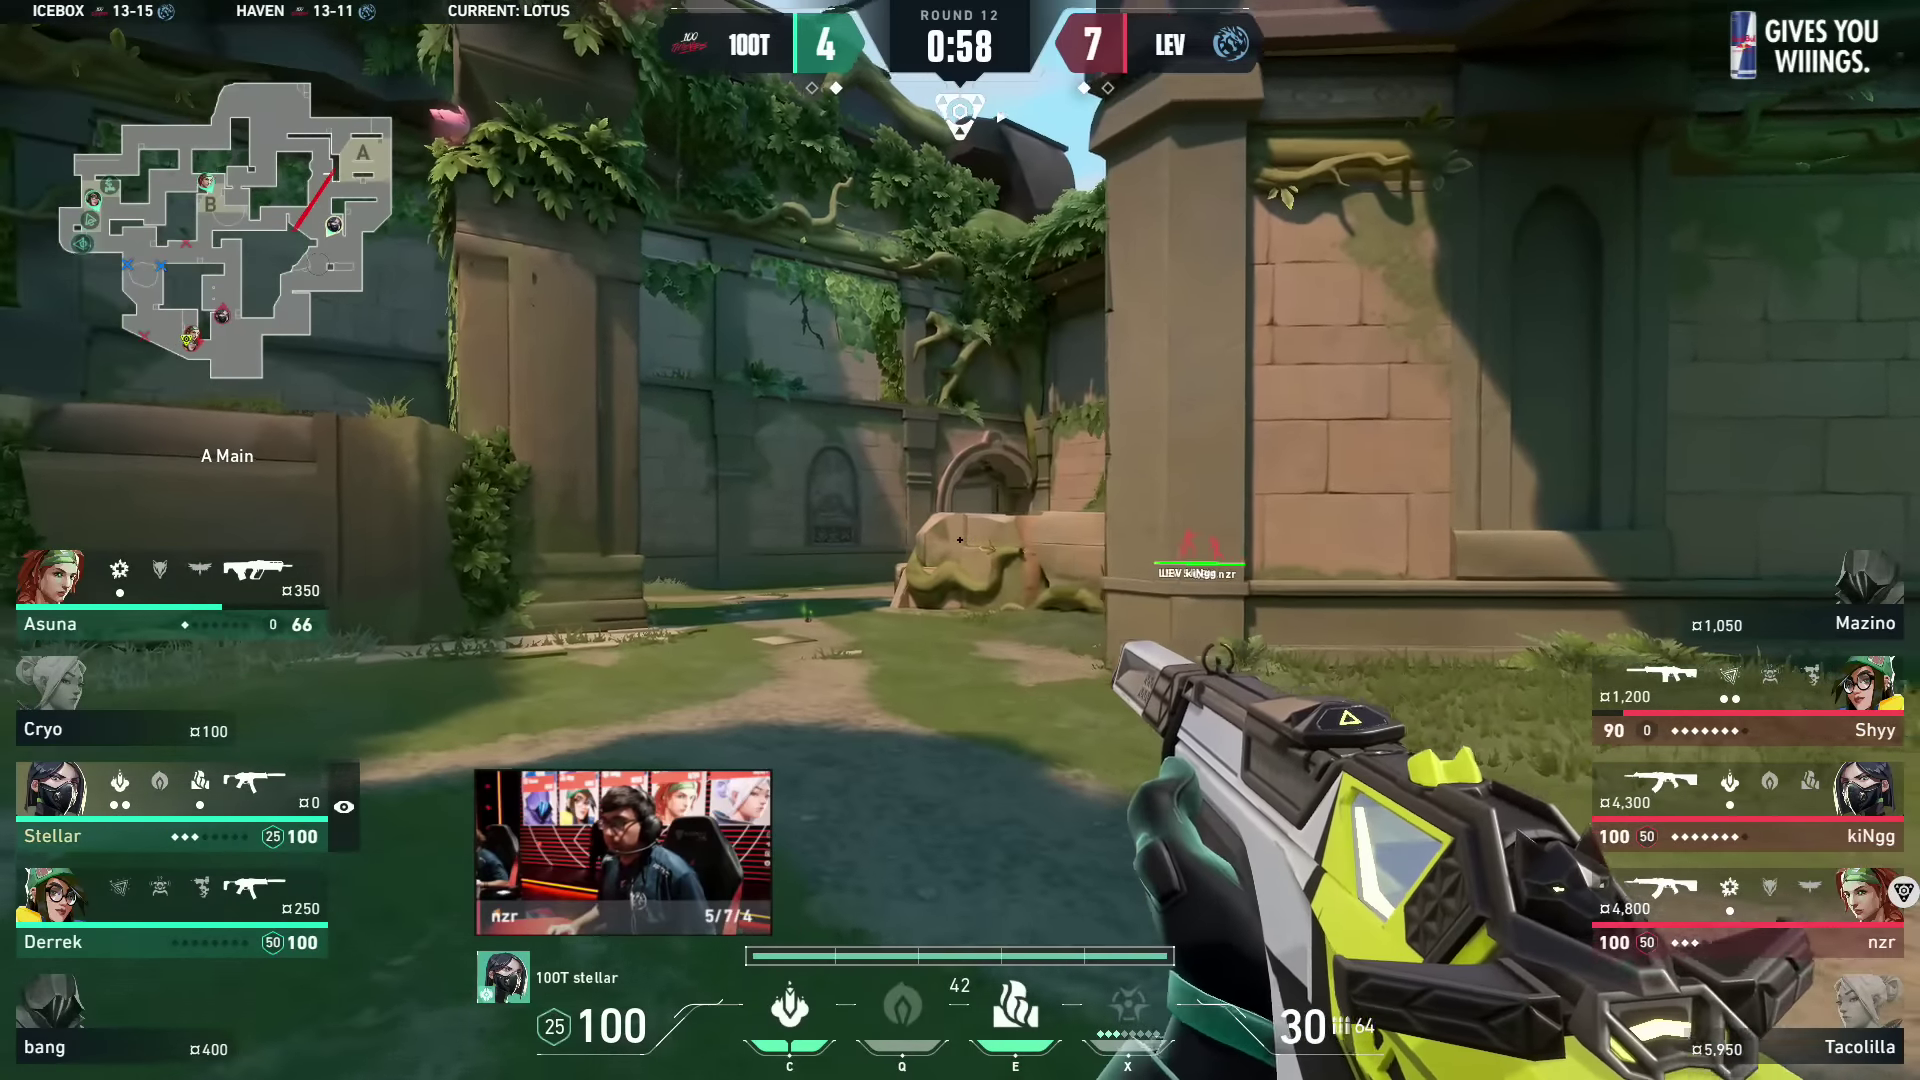 ICEBOX 13-15 HAVEN 13-11 CURRENT: LOTUS
100T 4 ROUND 12 0:58 7 LEV
GIVES YOU
WIIINGS.
A
B
A Main
350
Asuna 0 66
Cryo 100
0
Stellar 25 100
250
Derrek 50 100
bang 400
nzr 5/7/4
100T stellar
25 100
42
C Q E X
30 64
1,050 Mazino
1,200
90 0 Shyy
4,300
100 50 kiNgg
4,800
100 50 nzr
5,950 Tacolilla